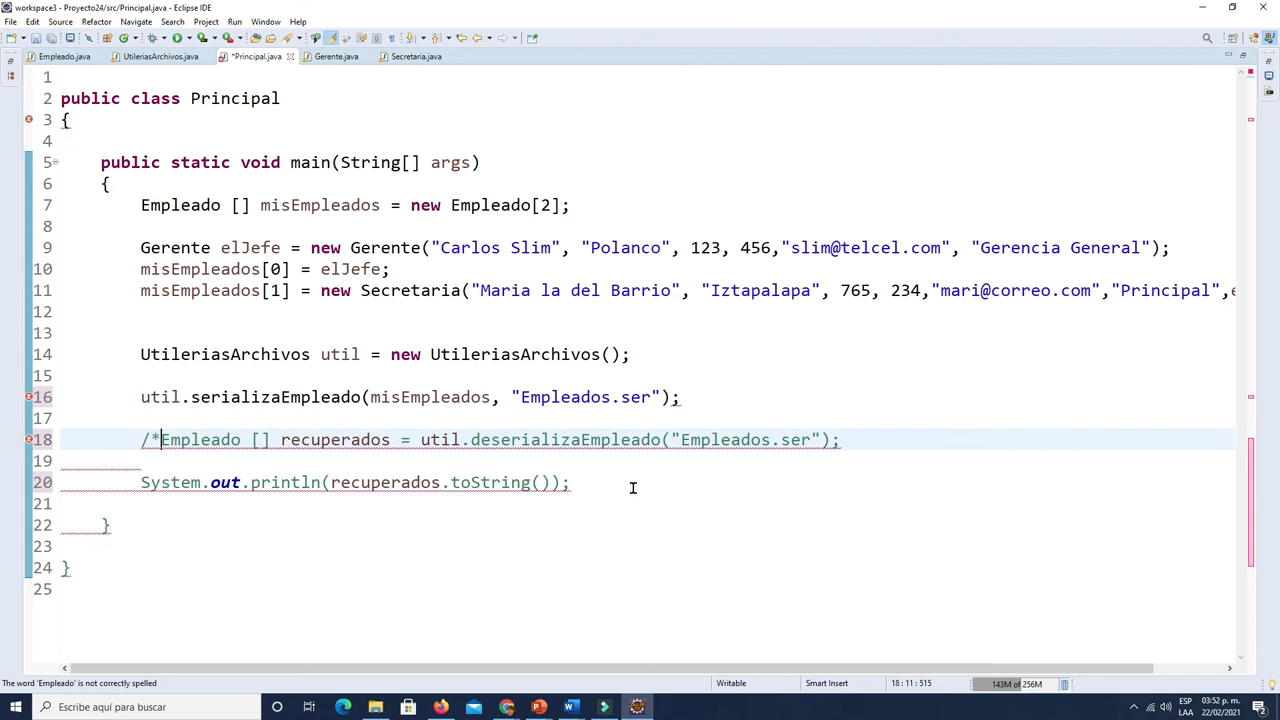 workspace3 - Proyecto24/src/Principal.java - Eclipse IDE
File Edit Source Refactor Navigate Search Project Run Window Help
Empleado.java UtileriasArchivos.java *Principal.java Gerente.java Secretaria.java
1
2 public class Principal
3 {
4
5 public static void main(String[] args)
6 {
7 Empleado [] misEmpleados = new Empleado[2];
8
9 Gerente elJefe = new Gerente("Carlos Slim", "Polanco", 123, 456,"slim@telcel.com", "Gerencia General");
10 misEmpleados[0] = elJefe;
11 misEmpleados[1] = new Secretaria("Maria la del Barrio", "Iztapalapa", 765, 234,"mari@correo.com","Principal",e
12
13
14 UtileriasArchivos util = new UtileriasArchivos();
15
16 util.serializaEmpleado(misEmpleados, "Empleados.ser");
17
18 /*Empleado [] recuperados = util.deserializaEmpleado("Empleados.ser");
19
20 System.out.println(recuperados.toString());
21
22 }
23
24 }
25
The word 'Empleado' is not correctly spelled Writable Smart Insert 18 : 11 : 515 143M of 256M
Escribe aquí para buscar ESP 03:52 p. m.
LAA 22/02/2021 2